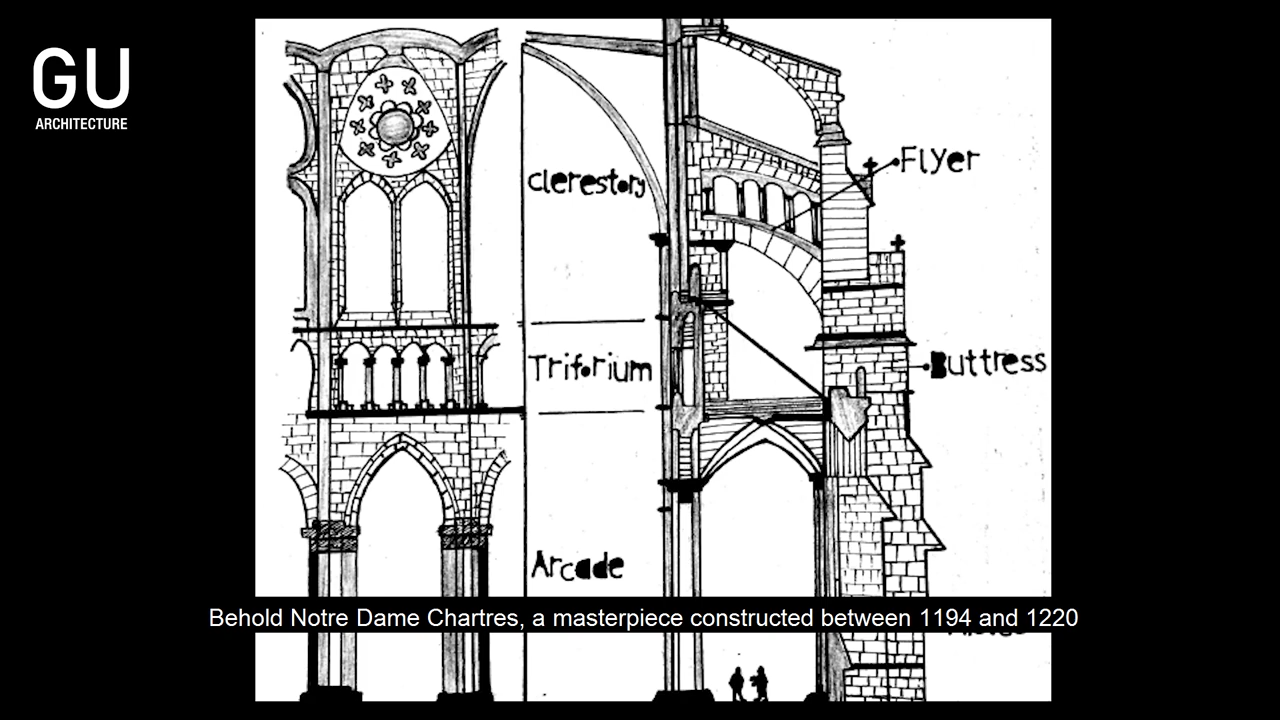 GU
ARCHITECTURE
Flyer
Clerestory
Buttress
Triforium
Arcade
Behold Notre Dame Chartres, a masterpiece constructed between 1194 and 1220